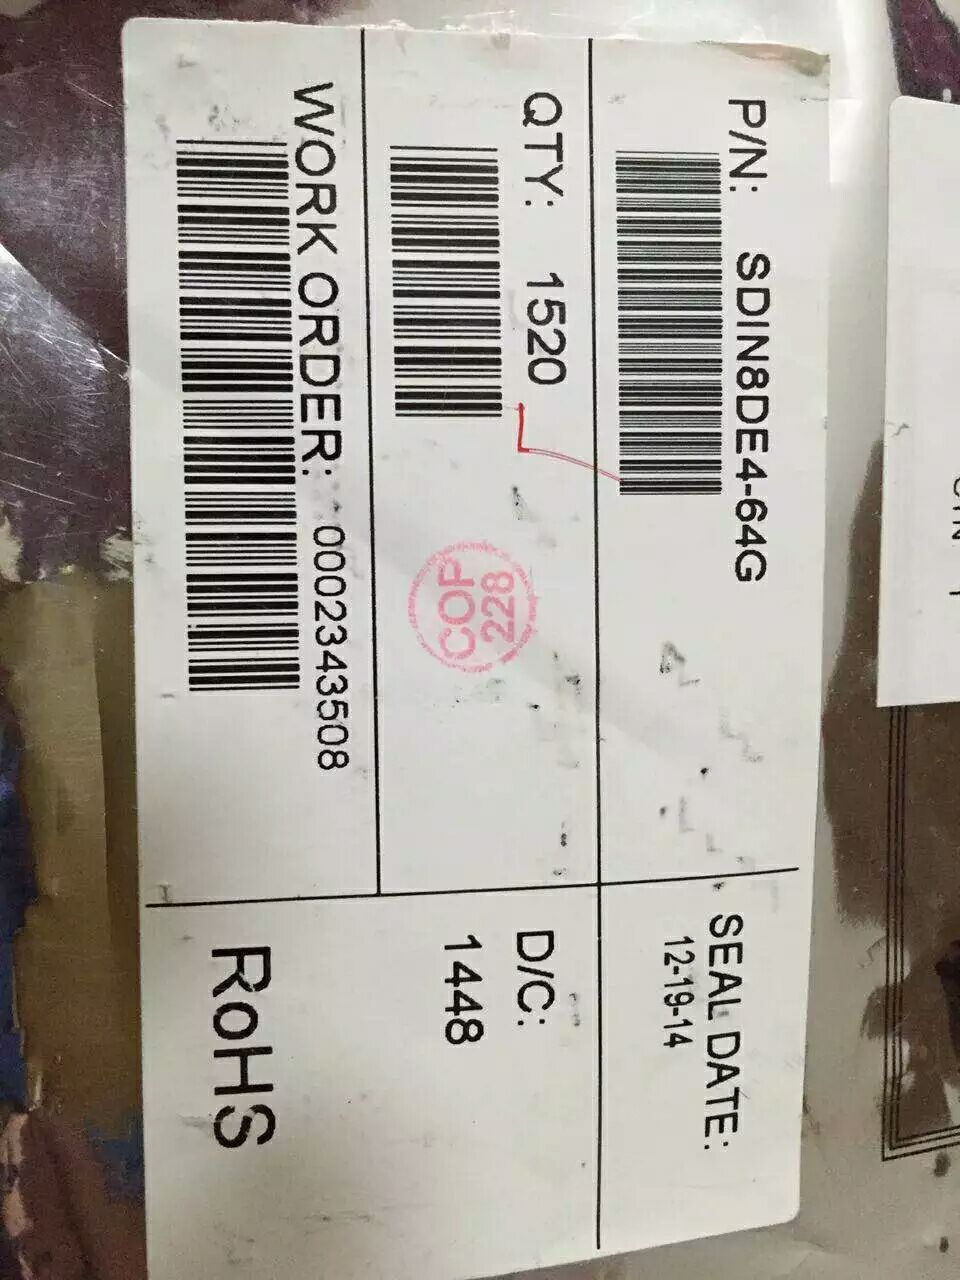 P/N: SDIN8DE4-64G
QTY: 1520
COP
228
WORK ORDER: 0002343508
SEAL DATE:
12-19-14
D/C:
1448
RoHS